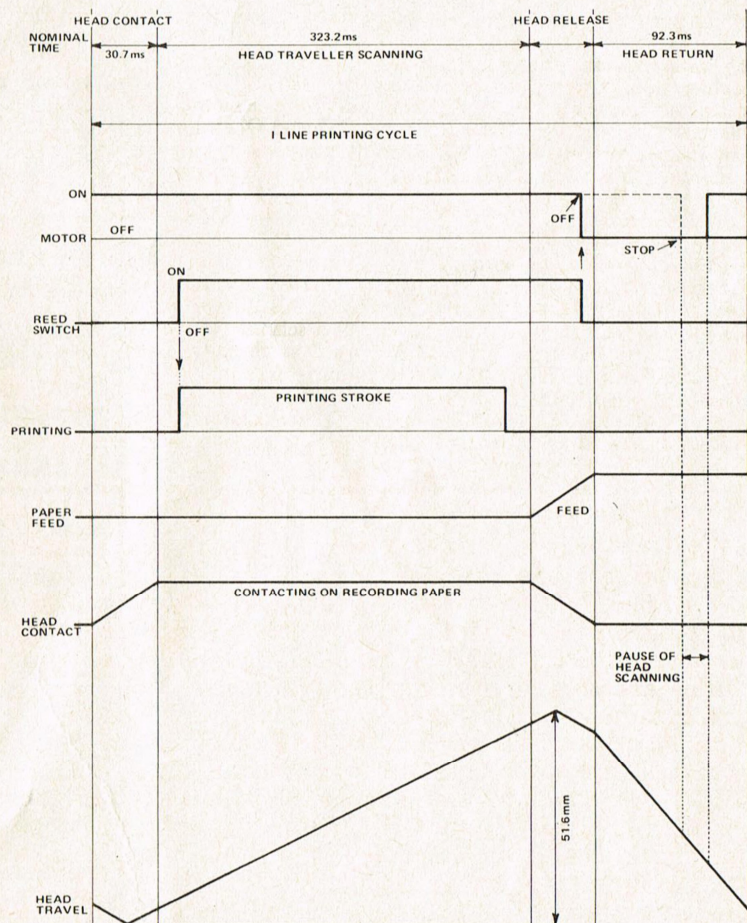 HEAD CONTACT
HEAD RELEASE
NOMINAL
TIME
30.7ms
323.2ms
HEAD TRAVELLER SCANNING
92.3ms
HEAD RETURN
I LINE PRINTING CYCLE
ON
OFF
MOTOR
OFF
STOP
ON
REED
SWITCH
OFF
PRINTING STROKE
PRINTING
PAPER
FEED
FEED
CONTACTING ON RECORDING PAPER
HEAD
CONTACT
PAUSE OF
HEAD
SCANNING
51.6mm
HEAD
TRAVEL